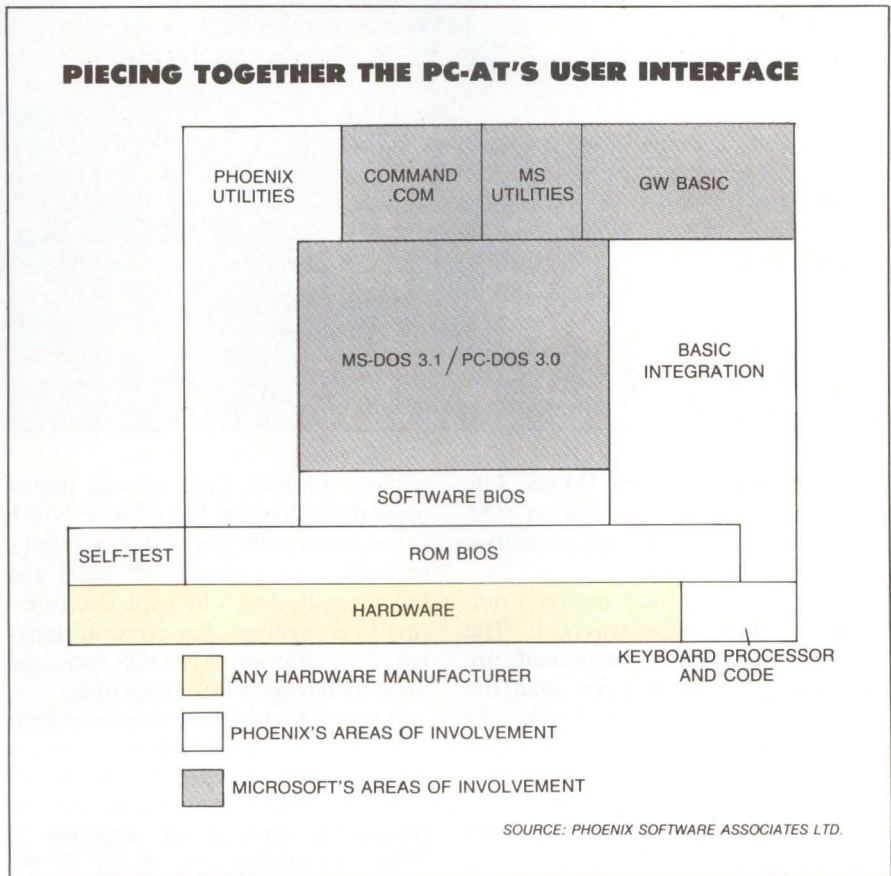 PIECING TOGETHER THE PC-AT'S USER INTERFACE
PHOENIX
UTILITIES
COMMAND
.COM
MS
UTILITIES
GW BASIC
MS-DOS 3.1 / PC-DOS 3.0
BASIC
INTEGRATION
SOFTWARE BIOS
SELF-TEST
ROM BIOS
HARDWARE
KEYBOARD PROCESSOR
AND CODE
ANY HARDWARE MANUFACTURER
PHOENIX'S AREAS OF INVOLVEMENT
MICROSOFT'S AREAS OF INVOLVEMENT
SOURCE: PHOENIX SOFTWARE ASSOCIATES LTD.